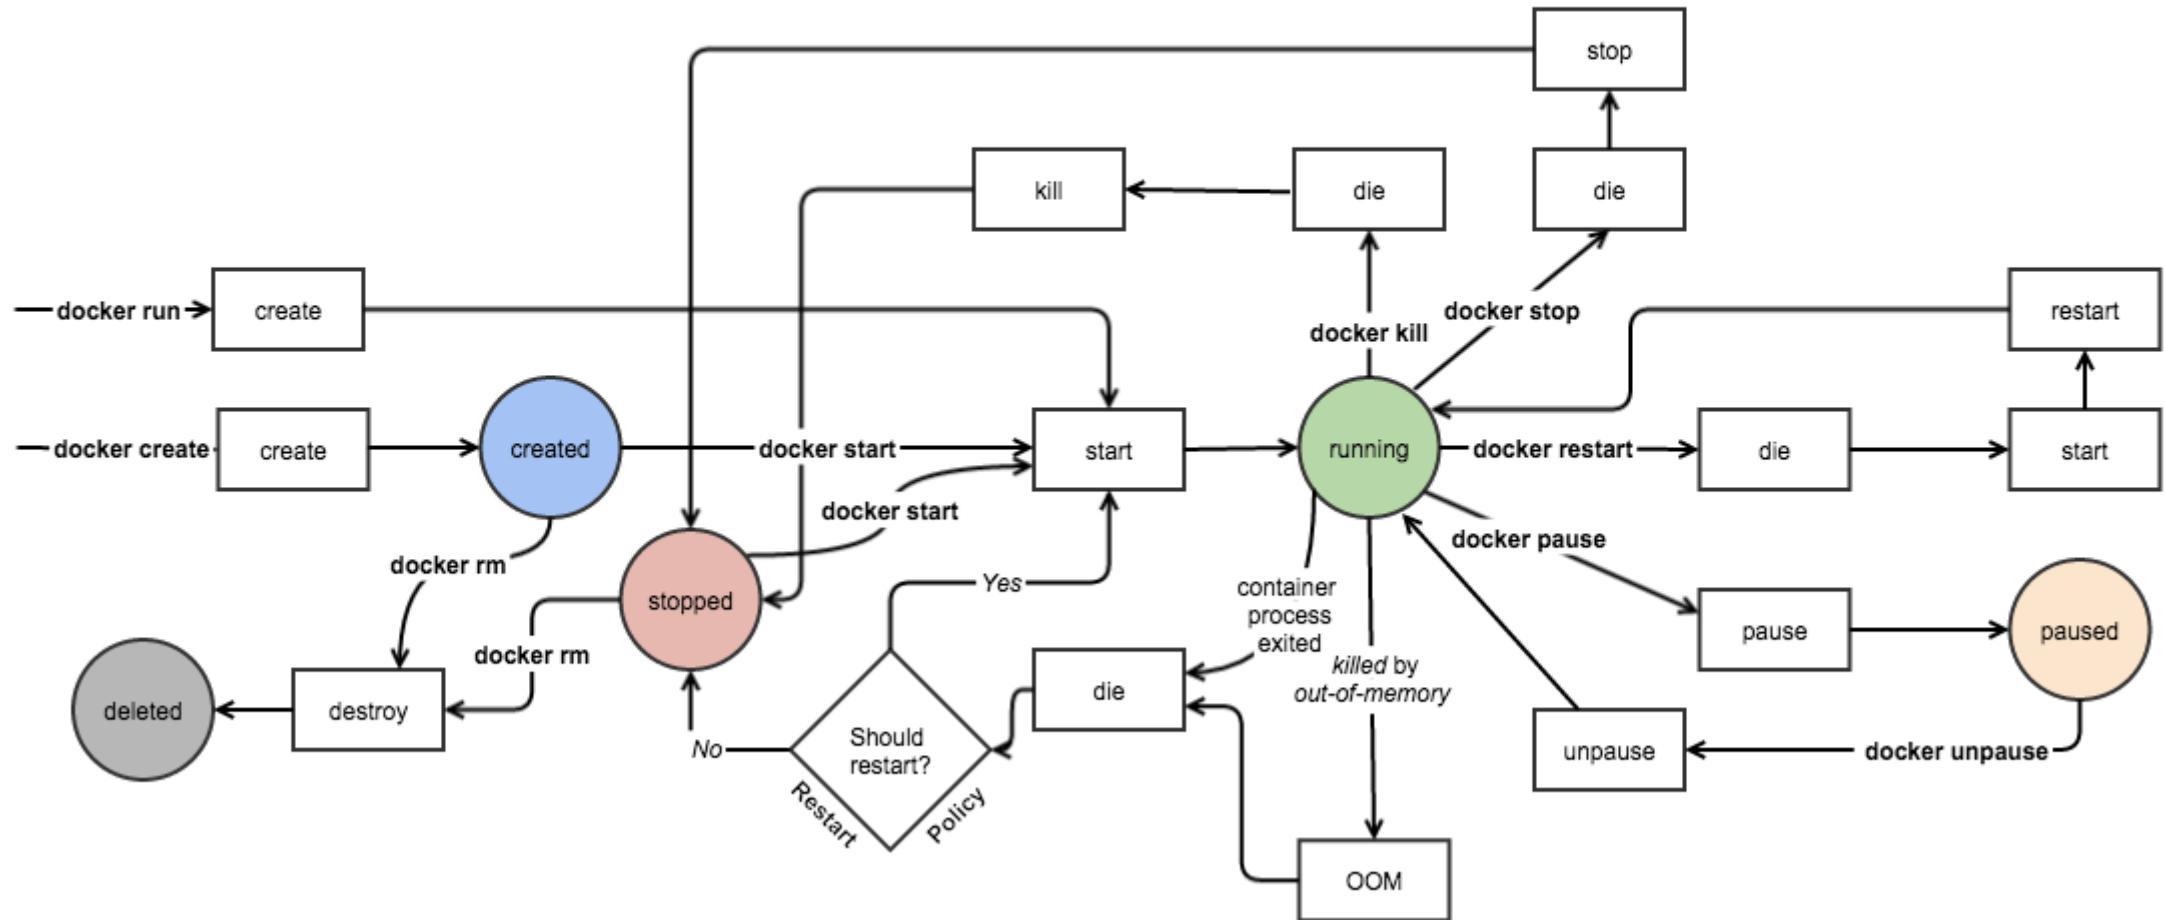 stop
kill
die
die
docker run
create
docker kill
docker stop
restart
docker create
create
created
docker start
start
running
docker restart
die
start
docker start
docker pause
docker rm
stopped
Yes
container
process
exited
pause
paused
docker rm
killed by
out-of-memory
deleted
destroy
die
No
Should
restart?
Restart
Policy
unpause
docker unpause
OOM